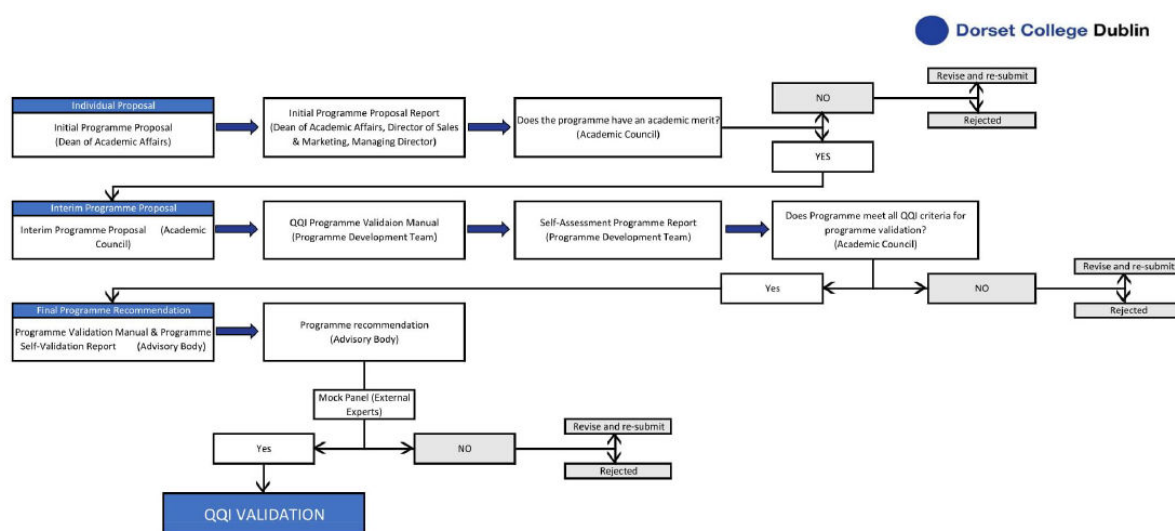 Dorset College Dublin
Individual Proposal
Initial Programme Proposal
(Dean of Academic Affairs)
Initial Programme Proposal Report
(Dean of Academic Affairs, Director of Sales
& Marketing, Managing Director)
Does the programme have an academic merit?
(Academic Council)
NO
Revise and re-submit
Rejected
YES
Interim Programme Proposal
Interim Programme Proposal (Academic
Council)
QQI Programme Validaion Manual
(Programme Development Team)
Self-Assessment Programme Report
(Programme Development Team)
Does Programme meet all QQI criteria for
programme validation?
(Academic Council)
Yes
NO
Revise and re-submit
Rejected
Final Programme Recommendation
Programme Validation Manual & Programme
Self-Validation Report (Advisory Body)
Programme recommendation
(Advisory Body)
Mock Panel (External
Experts)
Yes
NO
Revise and re-submit
Rejected
QQI VALIDATION